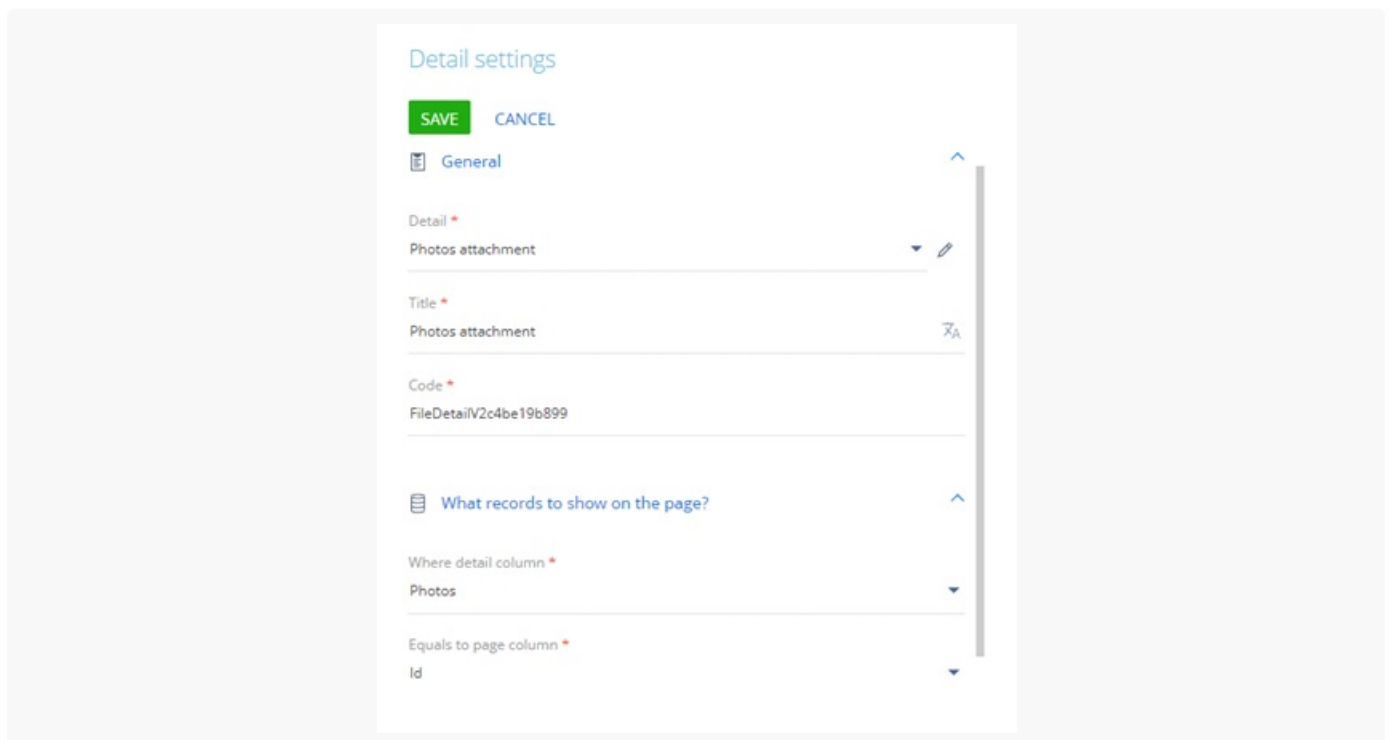 Detail settings
SAVE CANCEL
General
Detail *
Photos attachment
Title *
Photos attachment
Code *
FileDetailV2c4be19b899
What records to show on the page?
Where detail column *
Photos
Equals to page column *
Id